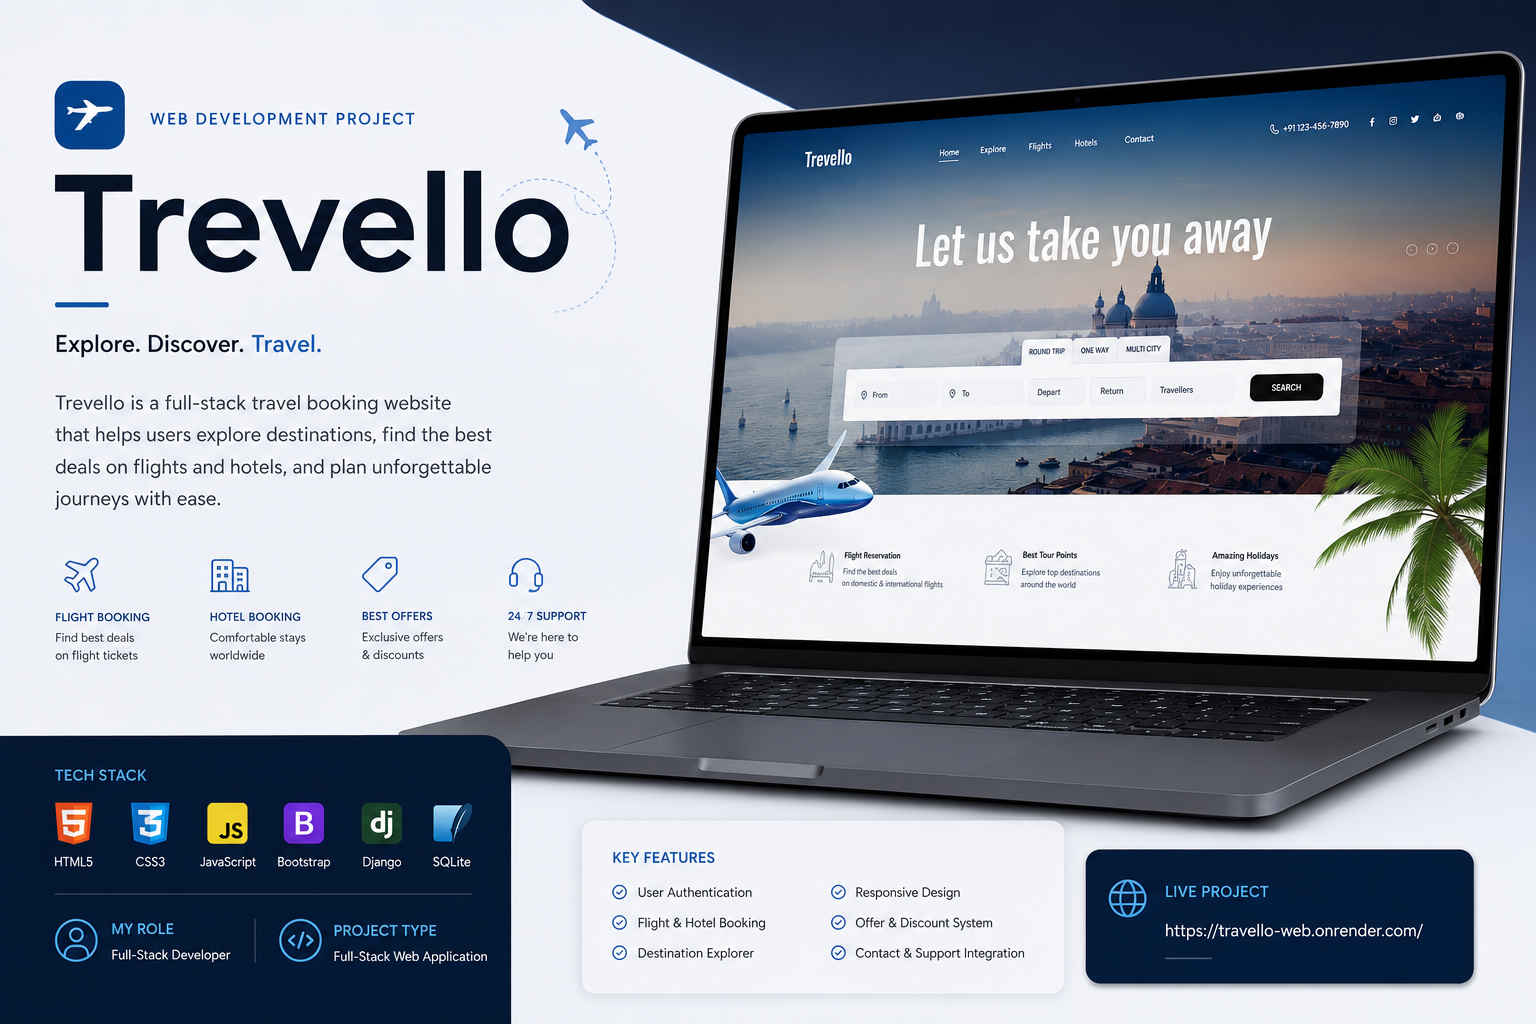 WEB DEVELOPMENT PROJECT
Trevello
Explore. Discover. Travel.
Trevello is a full-stack travel booking website
that helps users explore destinations, find the best
deals on flights and hotels, and plan unforgettable
journeys with ease.
FLIGHT BOOKING
Find best deals
on flight tickets
HOTEL BOOKING
Comfortable stays
worldwide
BEST OFFERS
Exclusive offers
& discounts
24/7 SUPPORT
We're here to
help you
Trevello
Home Explore Flights Hotels Contact
+91 123-456-7890
Let us take you away
ROUND TRIP ONE WAY MULTI CITY
From To Depart Return Travellers SEARCH
Flight Reservation
Find the best deals
on domestic & international flights
Best Tour Points
Explore top destinations
around the world
Amazing Holidays
Enjoy unforgettable
holiday experiences
TECH STACK
5 3 JS B dj
HTML5 CSS3 JavaScript Bootstrap Django SQLite
MY ROLE
Full-Stack Developer
PROJECT TYPE
Full-Stack Web Application
KEY FEATURES
User Authentication
Flight & Hotel Booking
Destination Explorer
Responsive Design
Offer & Discount System
Contact & Support Integration
LIVE PROJECT
https://travello-web.onrender.com/